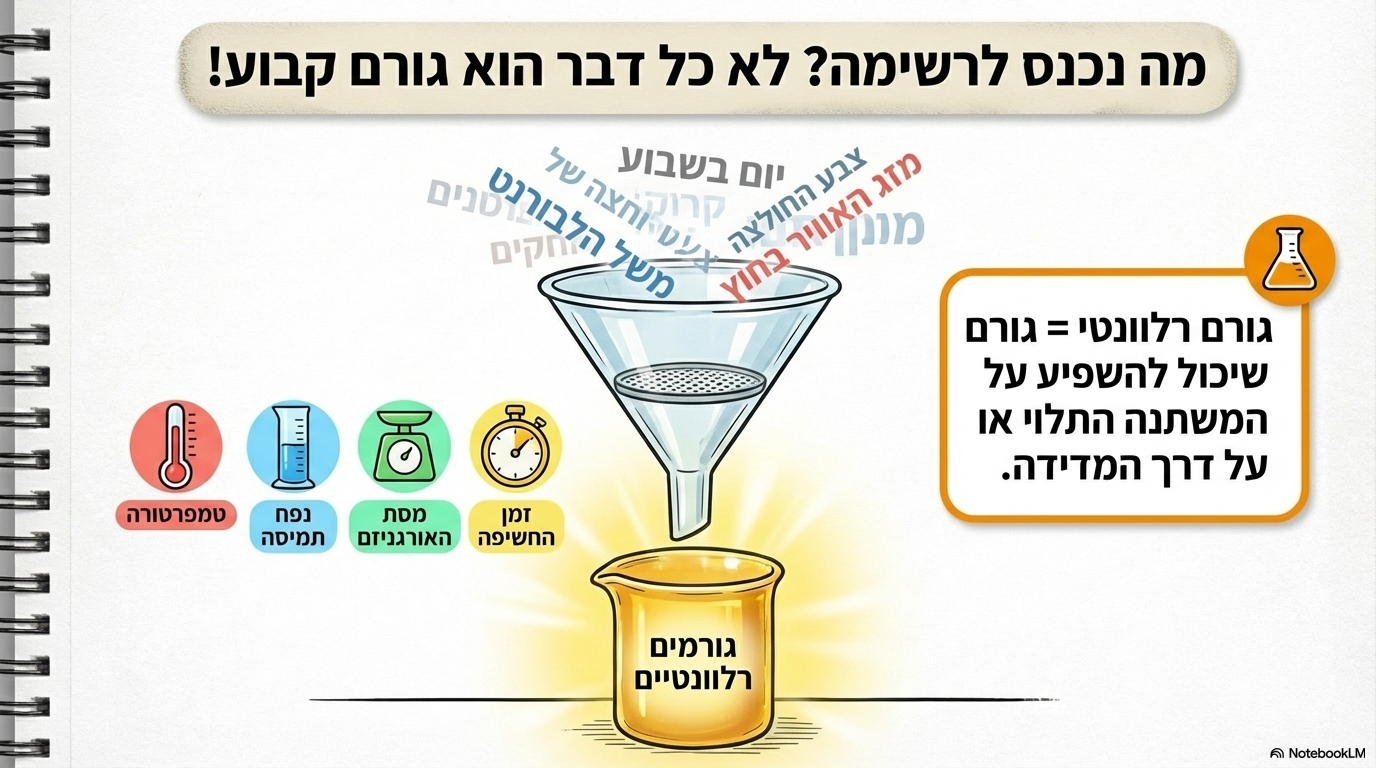 מה נכנס לרשימה? לא כל דבר הוא גורם קבוע!
יום בשבוע
צבע החולצה
מזג האוויר בחוץ
משל הלבורנט
גורם רלוונטי = גורם
שיכול להשפיע על
המשתנה התלוי או
על דרך המדידה.
זמן
החשיפה
מסת
האורגניזם
נפח
תמיסה
טמפרטורה
גורמים
רלוונטיים
NotebookLM